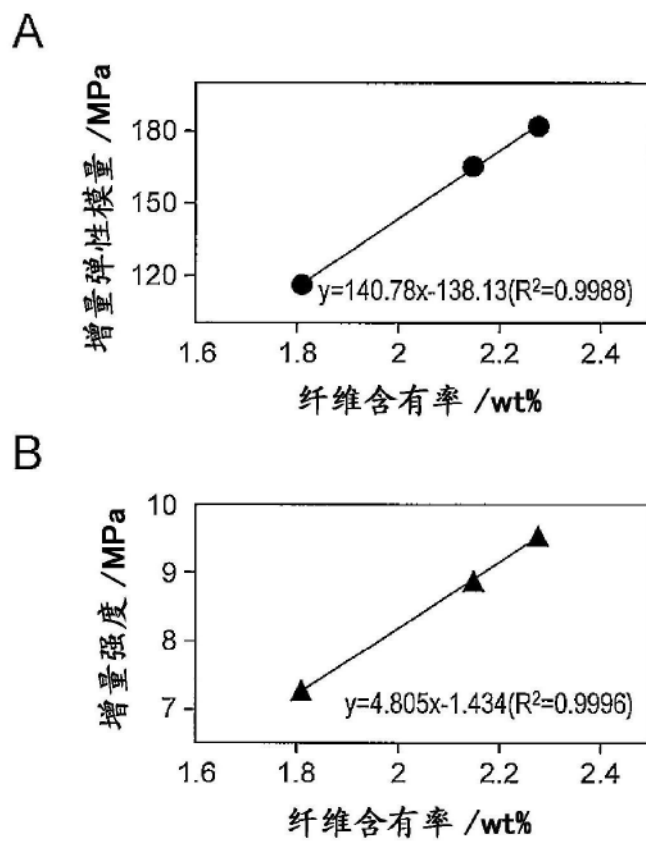 A
增量弹性模量 /MPa
180
150
120
y=140.78x-138.13(R²=0.9988)
1.6 1.8 2 2.2 2.4
纤维含有率 /wt%
B
增量强度 /MPa
10
9
8
7
y=4.805x-1.434(R²=0.9996)
1.6 1.8 2 2.2 2.4
纤维含有率 /wt%